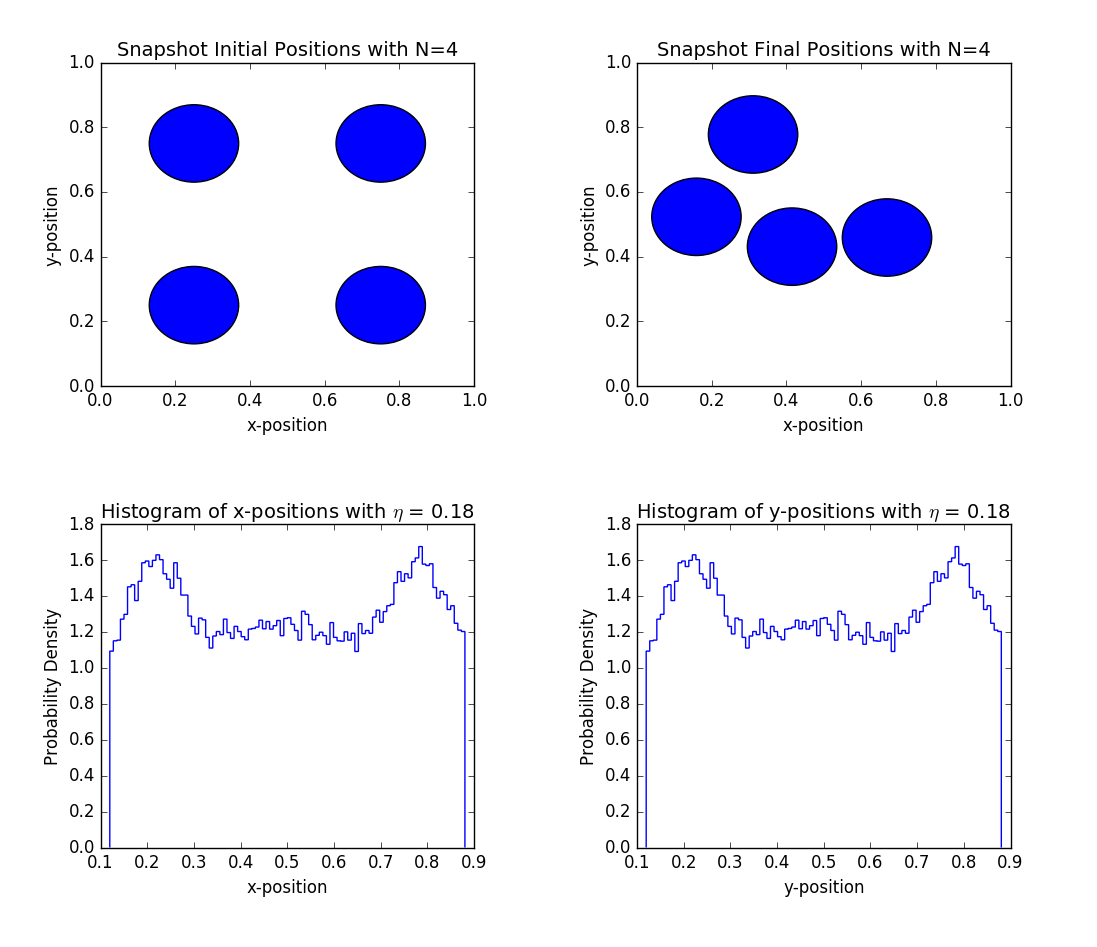 Snapshot Initial Positions with N=4
1.0
0.8
0.6
0.4
0.2
0.0
y-position
0.0 0.2 0.4 0.6 0.8 1.0
x-position
Snapshot Final Positions with N=4
1.0
0.8
0.6
0.4
0.2
0.0
y-position
0.0 0.2 0.4 0.6 0.8 1.0
x-position
Histogram of x-positions with η = 0.18
1.8
1.6
1.4
1.2
1.0
0.8
0.6
0.4
0.2
0.0
Probability Density
0.1 0.2 0.3 0.4 0.5 0.6 0.7 0.8 0.9
x-position
Histogram of y-positions with η = 0.18
1.8
1.6
1.4
1.2
1.0
0.8
0.6
0.4
0.2
0.0
Probability Density
0.1 0.2 0.3 0.4 0.5 0.6 0.7 0.8 0.9
y-position